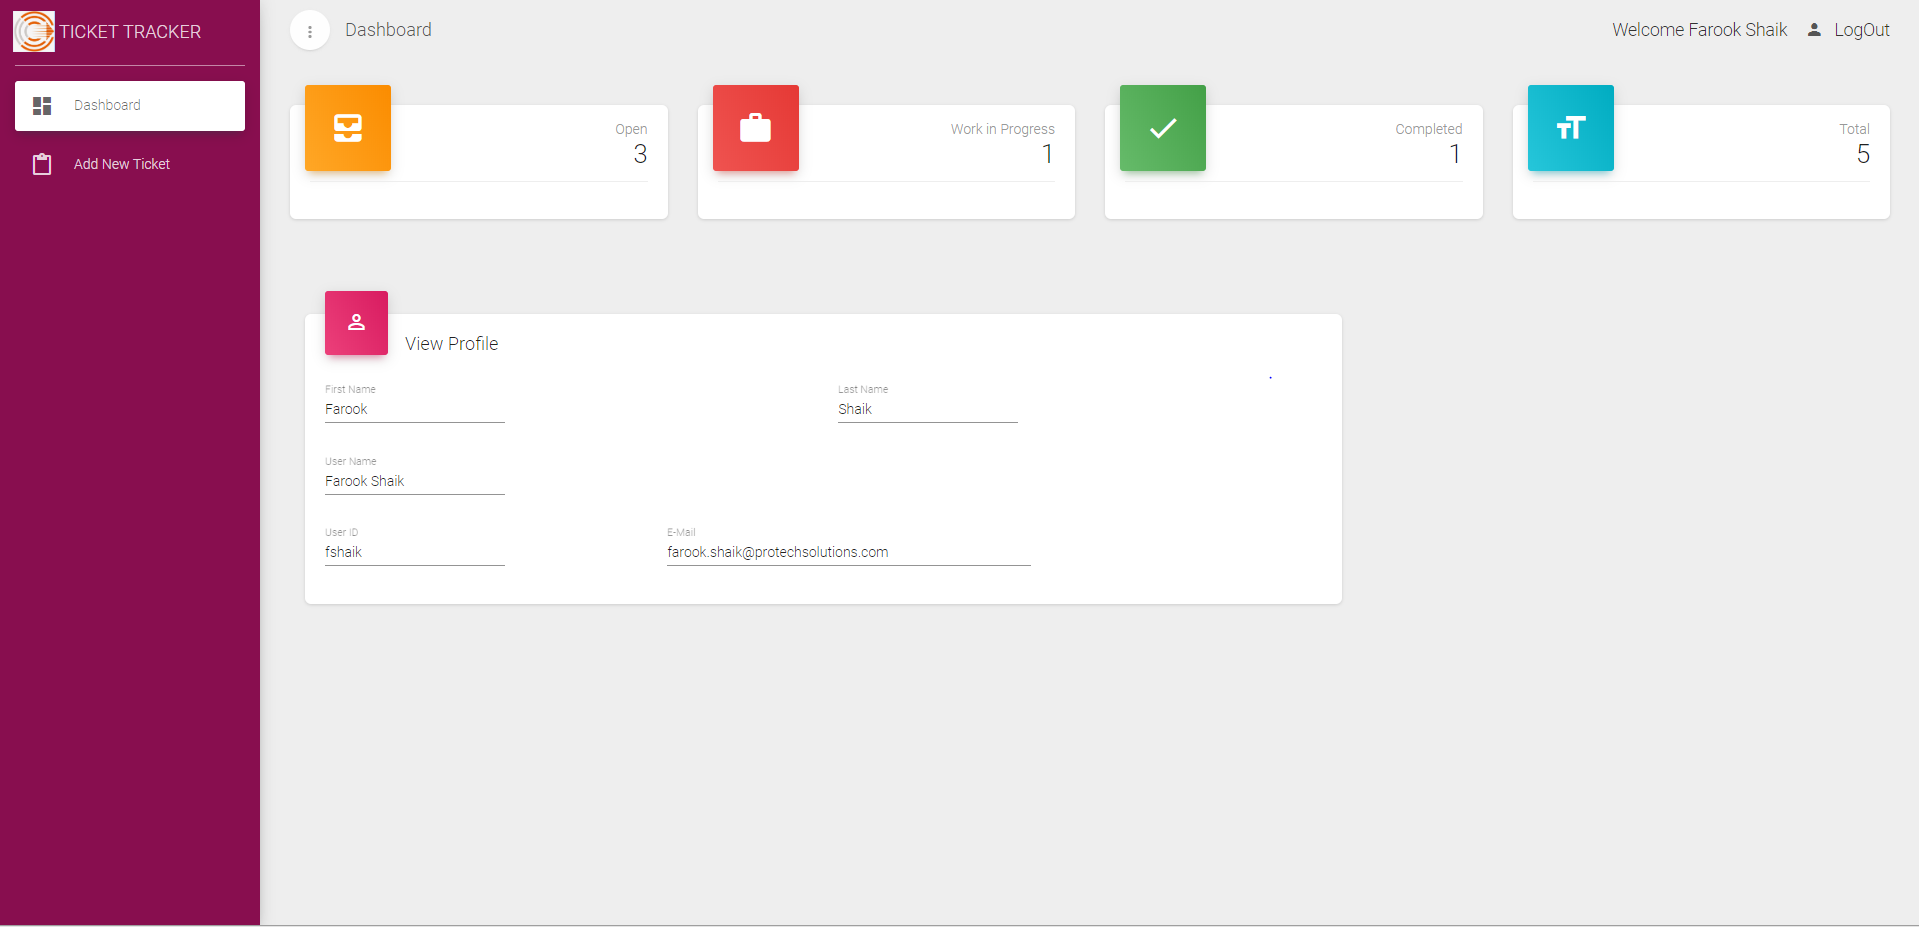 TICKET TRACKER
Dashboard
Add New Ticket
Dashboard
Welcome Farook Shaik
LogOut
Open
3
Work in Progress
1
Completed
1
Total
5
View Profile
First Name
Farook
Last Name
Shaik
User Name
Farook Shaik
User ID
fshaik
E-Mail
farook.shaik@protechsolutions.com